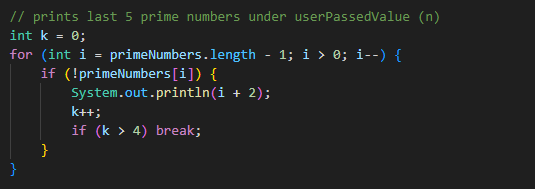 // prints last 5 prime numbers under userPassedValue (n)
int k = 0;
for (int i = primeNumbers.length - 1; i > 0; i--) {
    if (!primeNumbers[i]) {
        System.out.println(i + 2);
        k++;
        if (k > 4) break;
    }
}